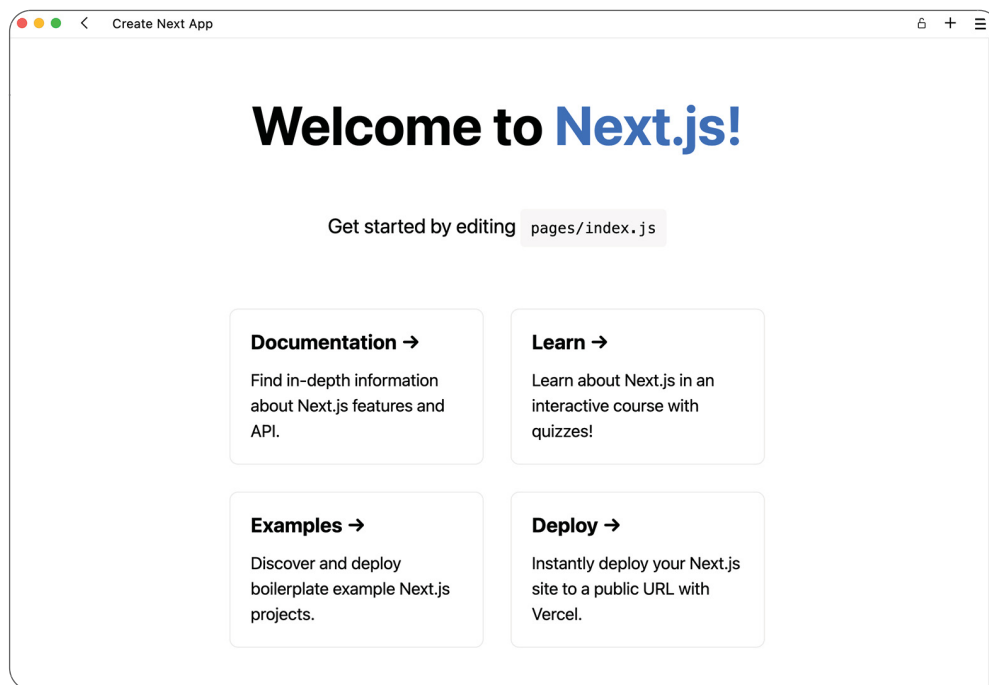 Create Next App
Welcome to Next.js!
Get started by editing pages/index.js
Documentation →
Find in-depth information
about Next.js features and
API.
Learn →
Learn about Next.js in an
interactive course with
quizzes!
Examples →
Discover and deploy
boilerplate example Next.js
projects.
Deploy →
Instantly deploy your Next.js
site to a public URL with
Vercel.